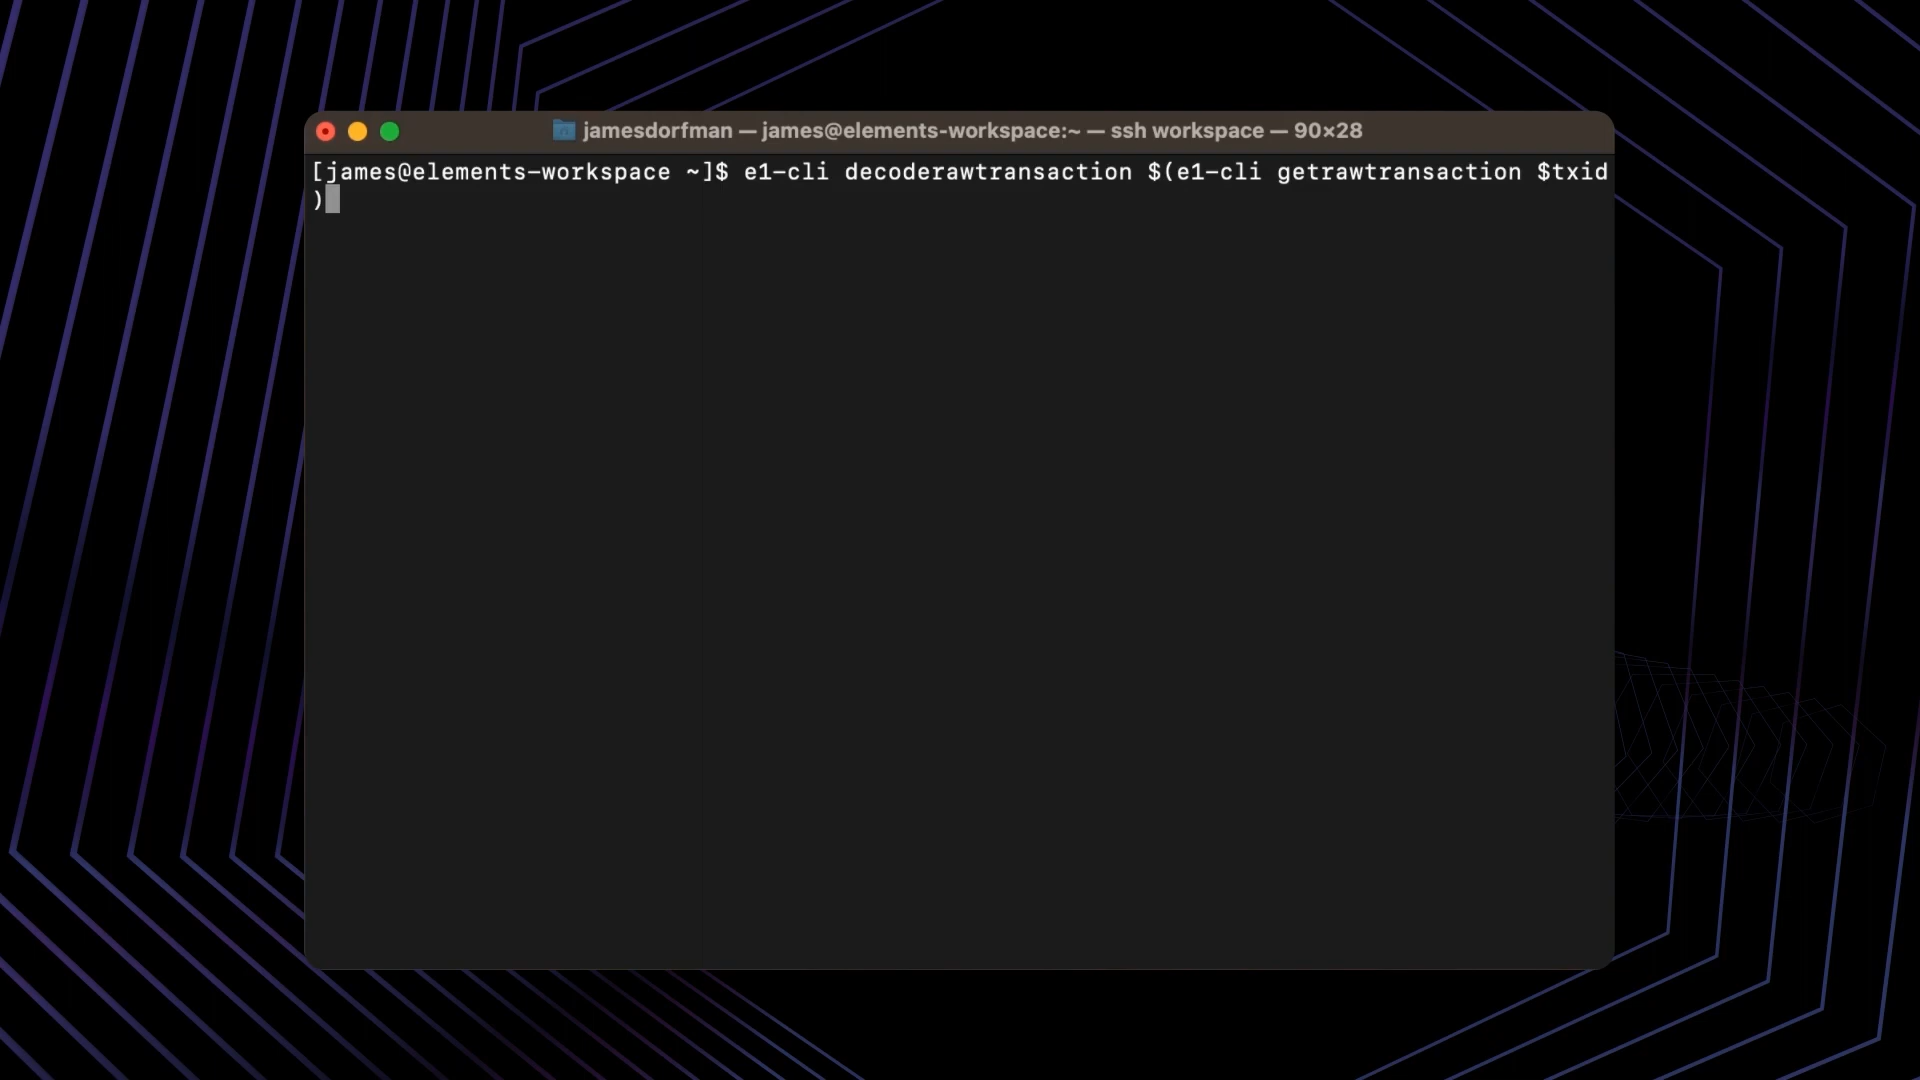 jamesdorfman — james@elements-workspace:~ — ssh workspace — 90×28
[james@elements-workspace ~]$ e1-cli decoderawtransaction $(e1-cli getrawtransaction $txid
)